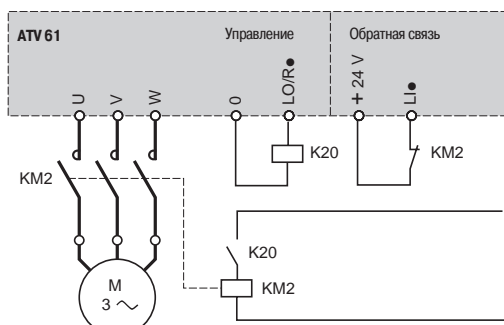 ATV 61
Управление
Обратная связь
U
V
W
0
LO/R●
+ 24 V
LI●
K20
KM2
KM2
K20
KM2
M
3 ~